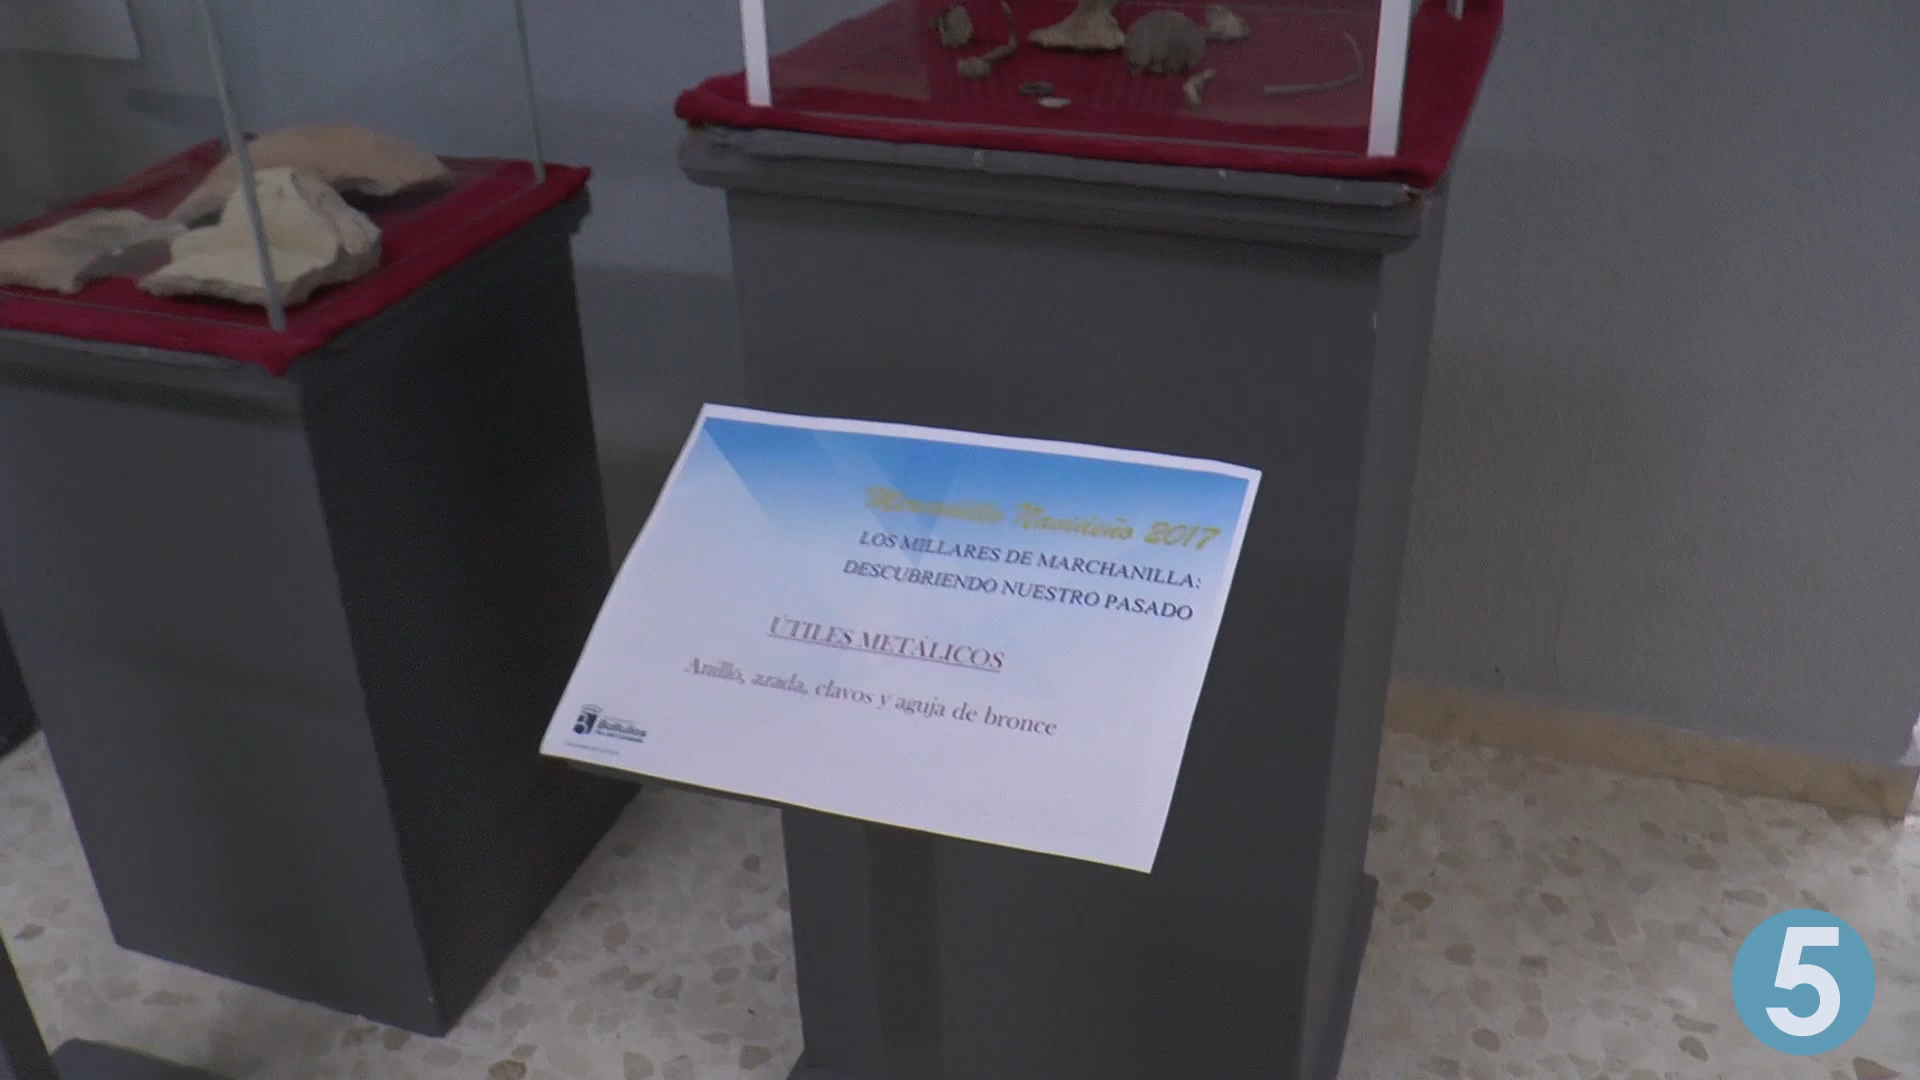 Mercadillo Navideño 2017
LOS MILLARES DE MARCHANILLA:
DESCUBRIENDO NUESTRO PASADO
ÚTILES METÁLICOS
Anillo, azada, clavos y aguja de bronce
Bollullos
5